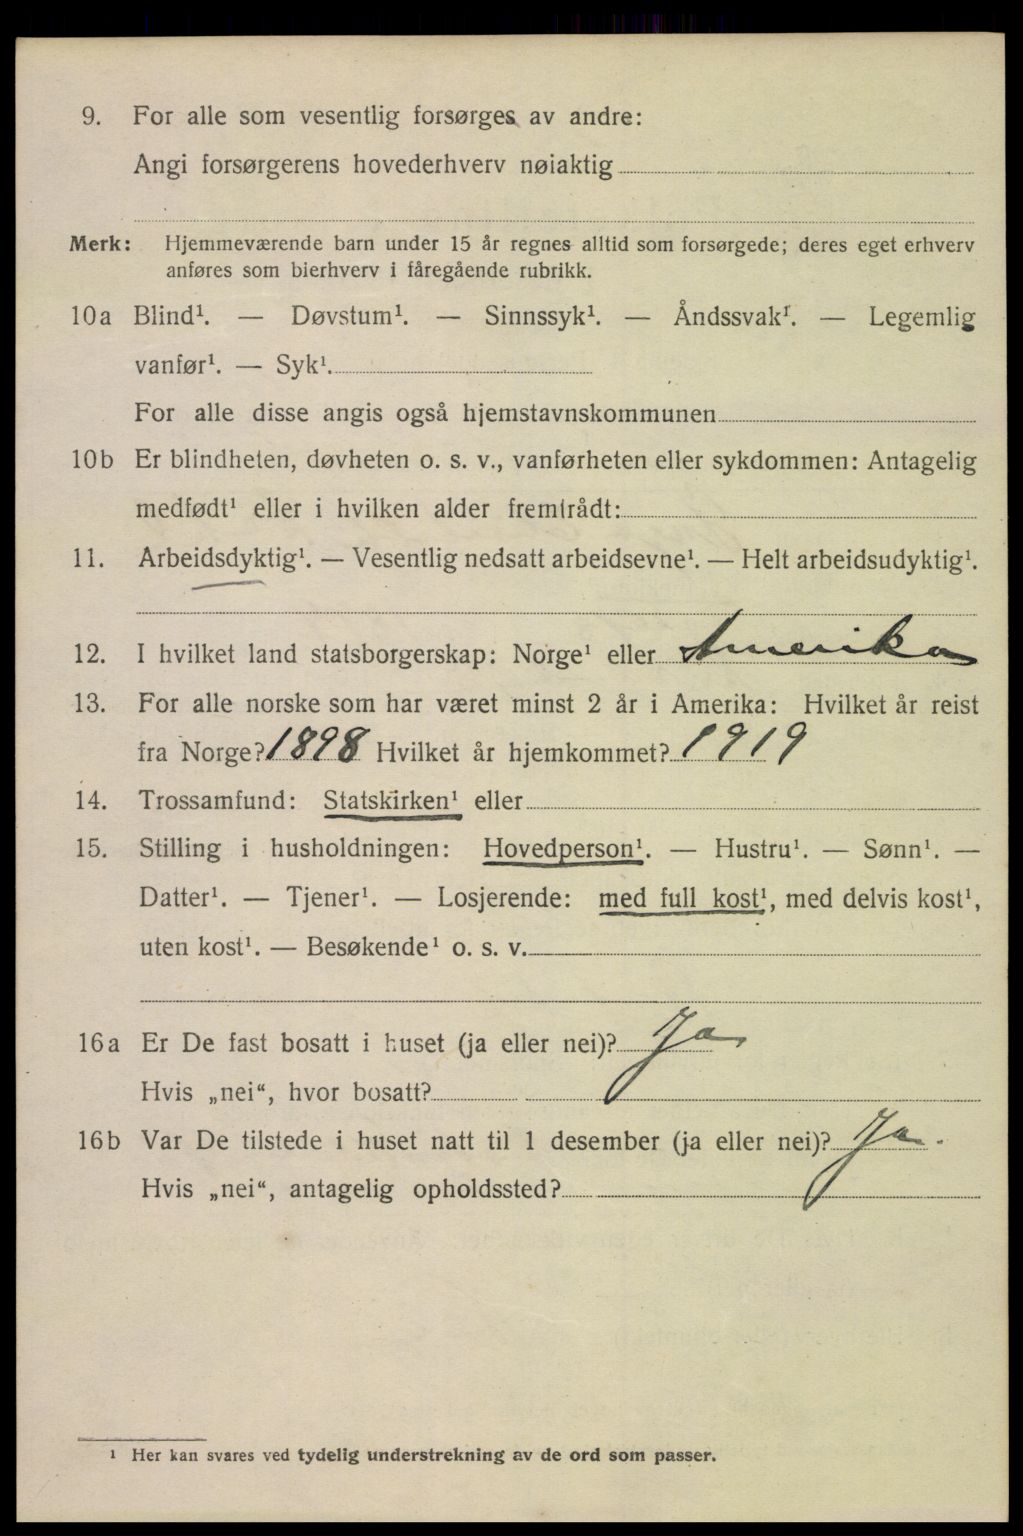 9. For alle som vesentlig forsørges av andre:
Angi forsørgerens hovederhverv nøiaktig
Merk: Hjemmeværende barn under 15 år regnes alltid som forsørgede; deres eget erhverv
anføres som bierhverv i fåregående rubrikk.
10a Blind¹. — Døvstum¹. — Sinnssyk¹. — Åndssvak¹. — Legemlig
vanfør¹. — Syk¹.
For alle disse angis også hjemstavnskommunen
10b Er blindheten, døvheten o. s. v., vanførheten eller sykdommen: Antagelig
medfødt¹ eller i hvilken alder fremtrådt:
11. Arbeidsdyktig¹. — Vesentlig nedsatt arbeidsevne¹. — Helt arbeidsudyktig¹.
12. I hvilket land statsborgerskap: Norge¹ eller Amerika
13. For alle norske som har været minst 2 år i Amerika: Hvilket år reist
fra Norge? 1898 Hvilket år hjemkommet? 1919
14. Trossamfund: Statskirken¹ eller
15. Stilling i husholdningen: Hovedperson¹. — Hustru¹. — Sønn¹. —
Datter¹. — Tjener¹. — Losjerende: med full kost¹, med delvis kost¹,
uten kost¹. — Besøkende¹ o. s. v.
16a Er De fast bosatt i huset (ja eller nei)? Ja
Hvis „nei“, hvor bosatt?
16b Var De tilstede i huset natt til 1 desember (ja eller nei)? Ja.
Hvis „nei“, antagelig opholdssted?
¹ Her kan svares ved tydelig understrekning av de ord som passer.